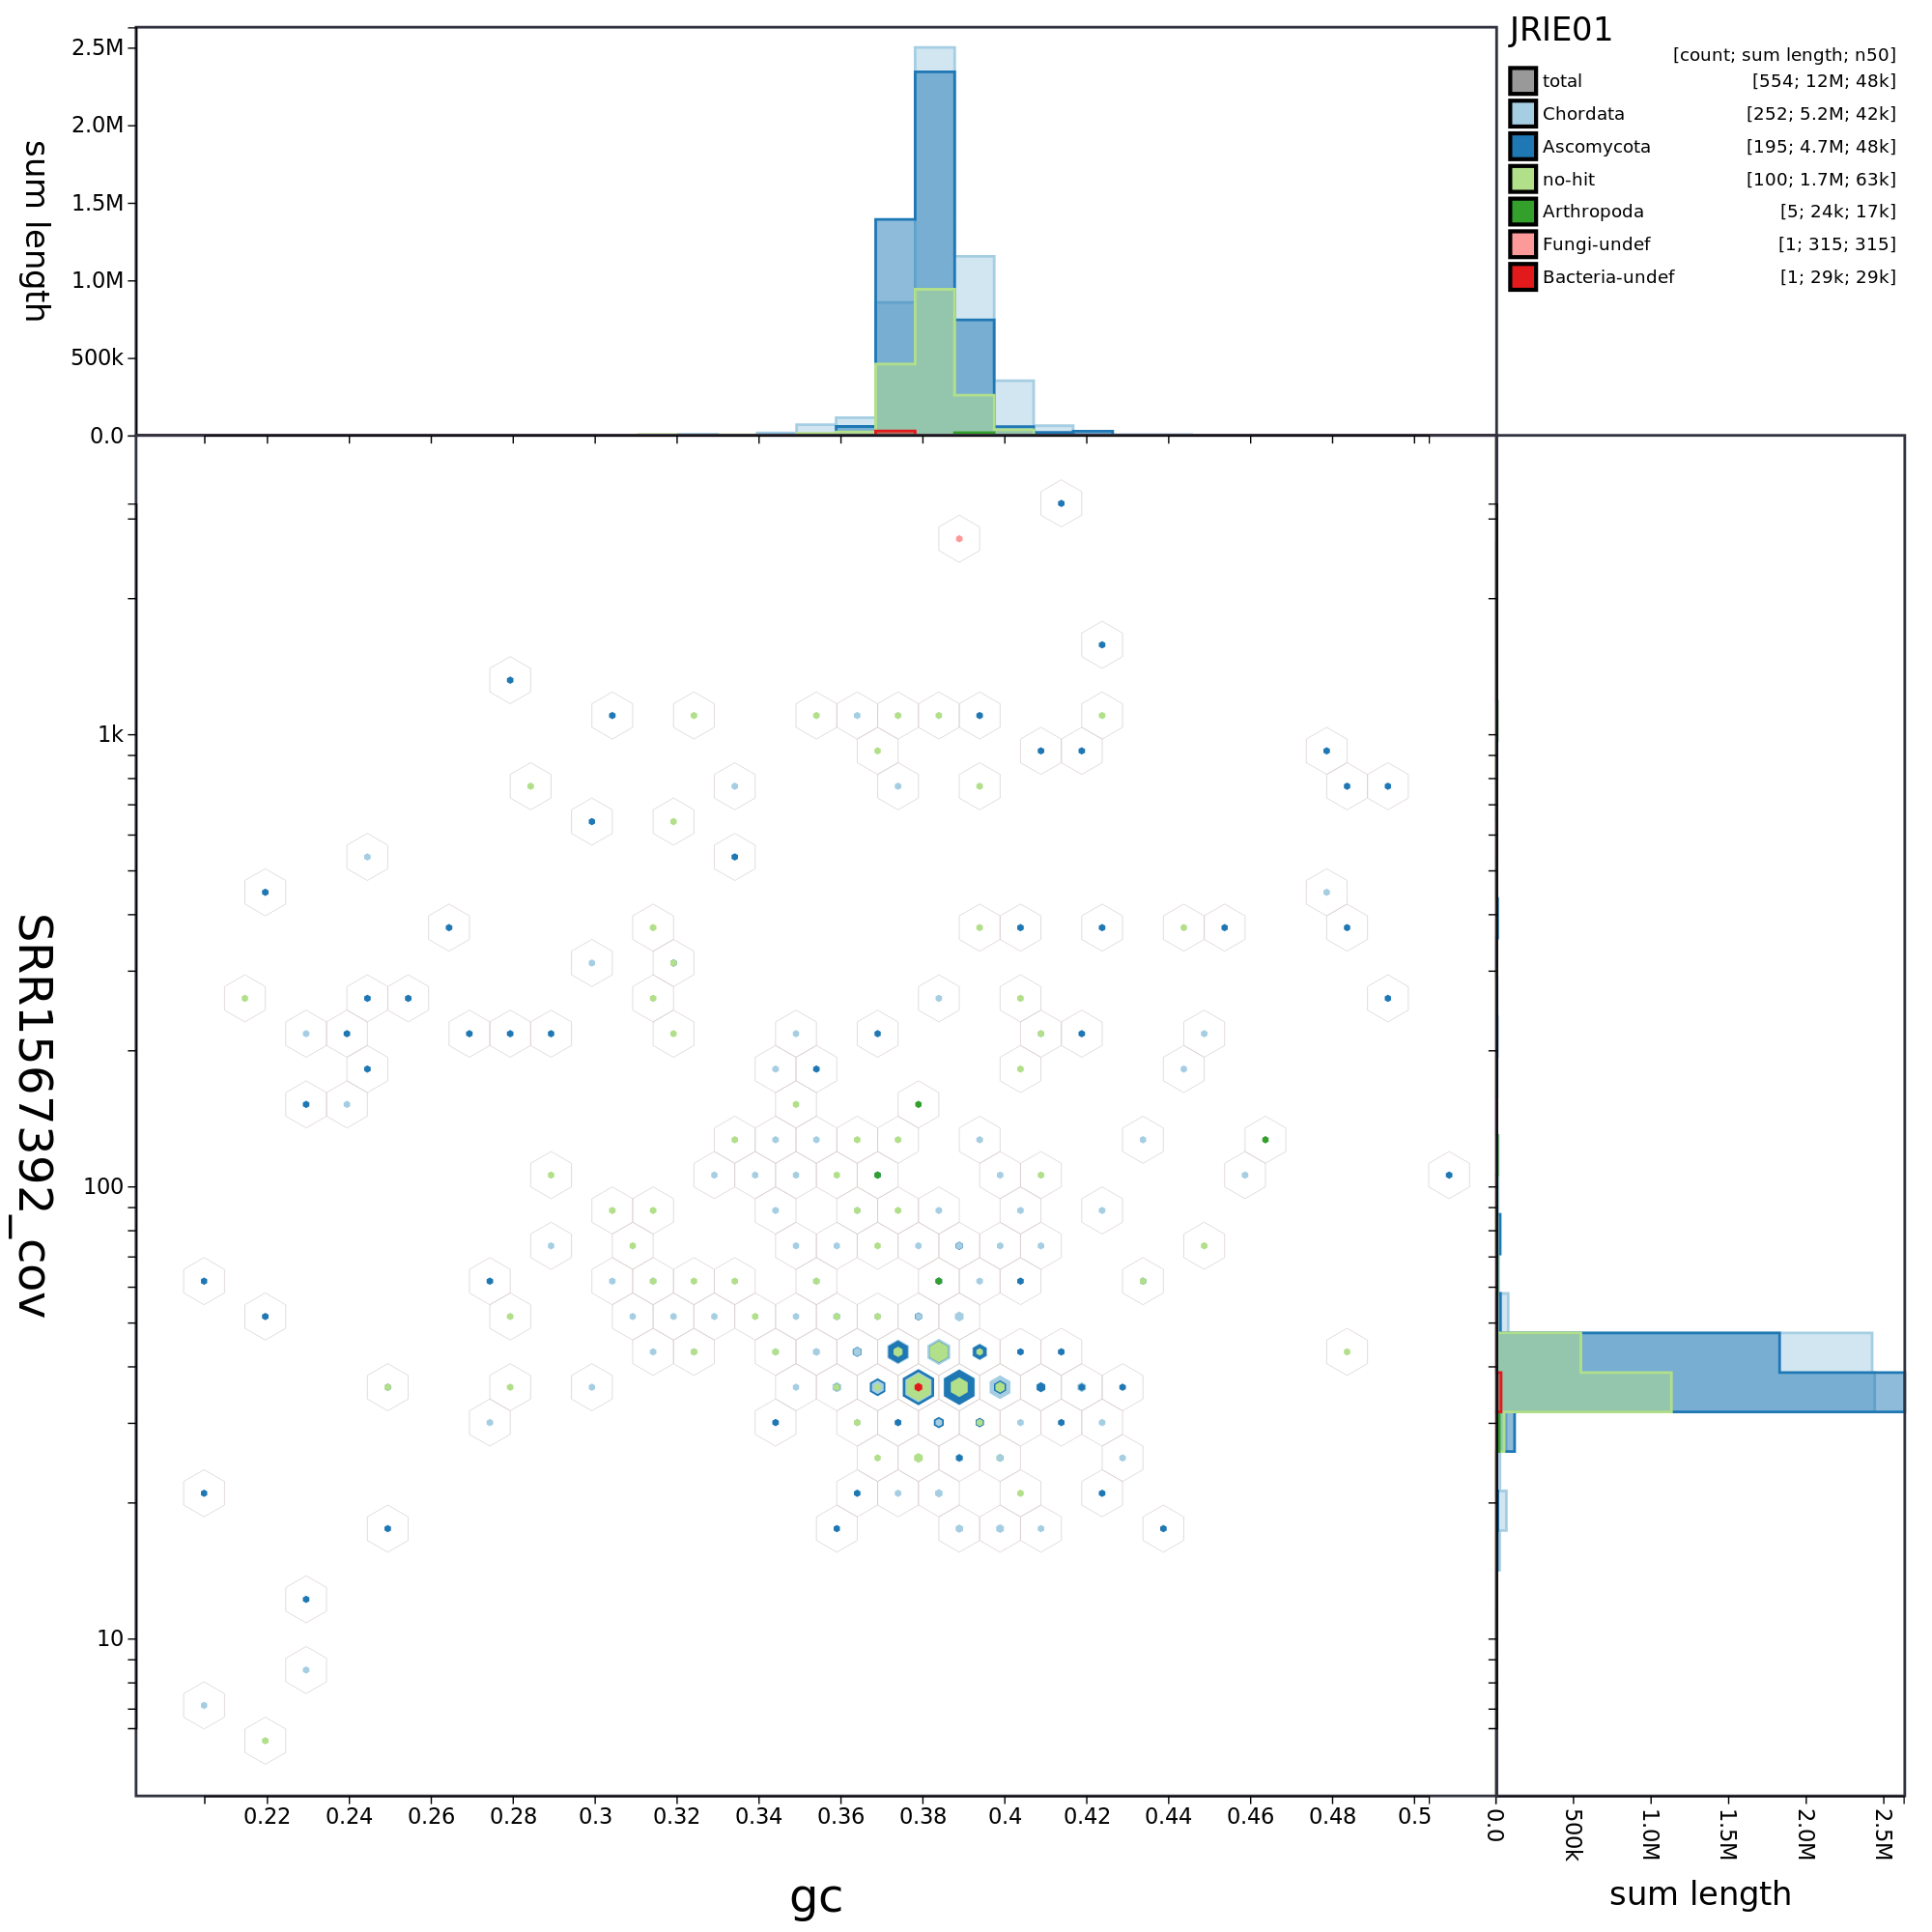 JRIE01
[count; sum length; n50]
total [554; 12M; 48k]
Chordata [252; 5.2M; 42k]
Ascomycota [195; 4.7M; 48k]
no-hit [100; 1.7M; 63k]
Arthropoda [5; 24k; 17k]
Fungi-undef [1; 315; 315]
Bacteria-undef [1; 29k; 29k]
sum length
2.5M
2.0M
1.5M
1.0M
500k
0.0
SRR1567392_cov
1k
100
10
0.22 0.24 0.26 0.28 0.3 0.32 0.34 0.36 0.38 0.4 0.42 0.44 0.46 0.48 0.5
gc
0.0 500k 1.0M 1.5M 2.0M 2.5M
sum length